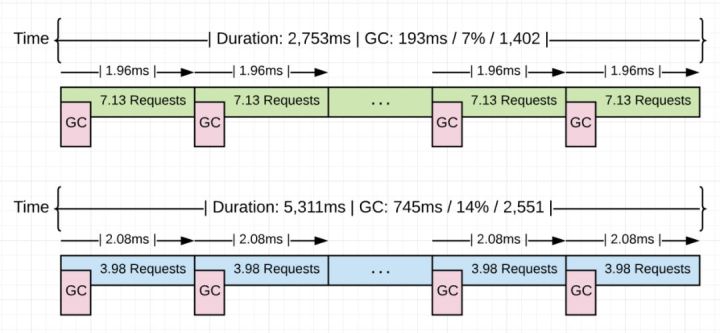 Time | Duration: 2,753ms | GC: 193ms / 7% / 1,402 |
| 1.96ms | | 1.96ms | | 1.96ms | | 1.96ms |
7.13 Requests 7.13 Requests ... 7.13 Requests 7.13 Requests
GC GC GC GC
Time | Duration: 5,311ms | GC: 745ms / 14% / 2,551 |
| 2.08ms | | 2.08ms | | 2.08ms | | 2.08ms |
3.98 Requests 3.98 Requests ... 3.98 Requests 3.98 Requests
GC GC GC GC